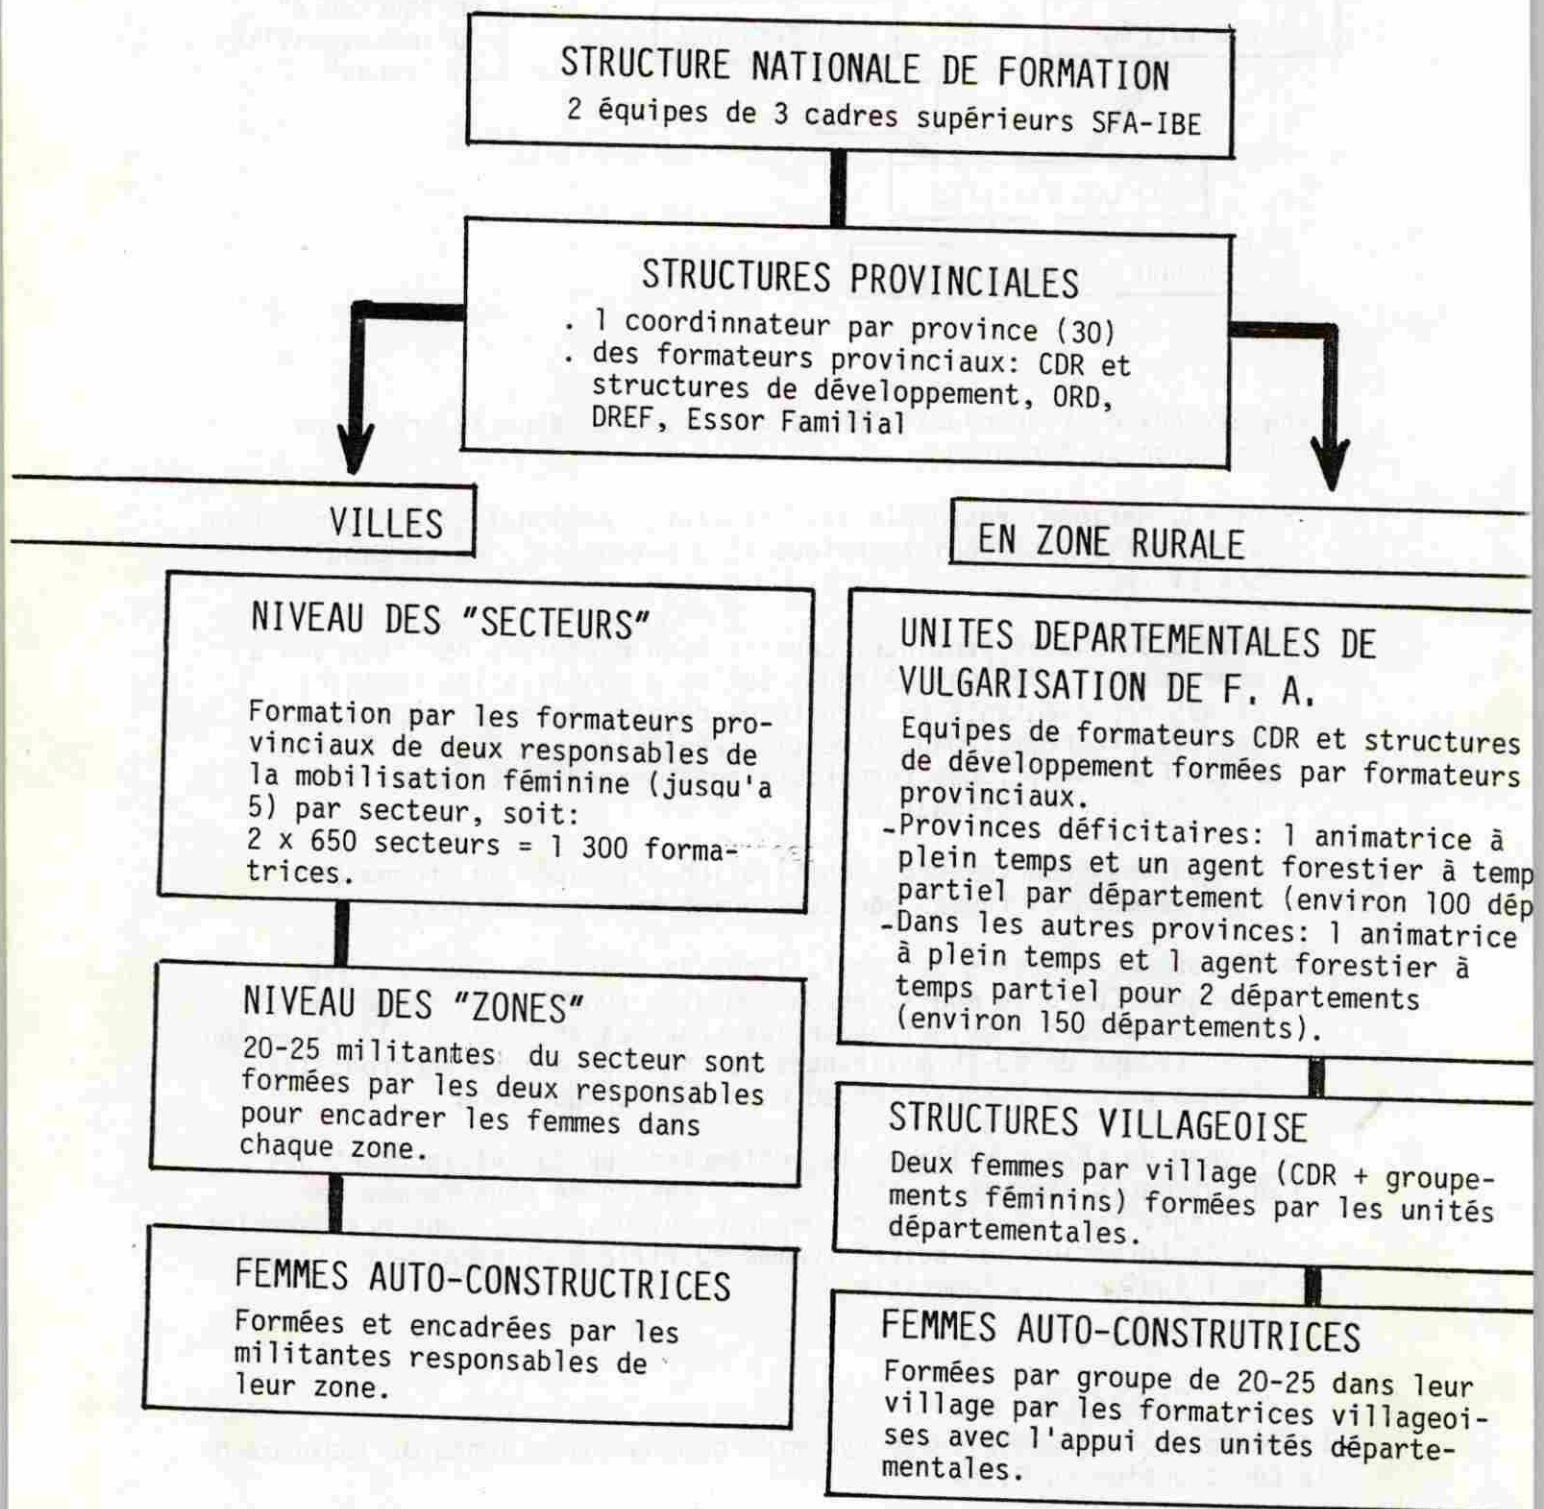 STRUCTURE NATIONALE DE FORMATION
2 équipes de 3 cadres supérieurs SFA-IBE
STRUCTURES PROVINCIALES
. 1 coordinnateur par province (30)
. des formateurs provinciaux: CDR et
structures de développement, ORD,
DREF, Essor Familial
VILLES
NIVEAU DES "SECTEURS"
Formation par les formateurs pro-
vinciaux de deux responsables de
la mobilisation féminine (jusqu'a
5) par secteur, soit:
2 x 650 secteurs = 1 300 forma-
trices.
NIVEAU DES "ZONES"
20-25 militantes du secteur sont
formées par les deux responsables
pour encadrer les femmes dans
chaque zone.
FEMMES AUTO-CONSTRUCTRICES
Formées et encadrées par les
militantes responsables de
leur zone.
EN ZONE RURALE
UNITES DEPARTEMENTALES DE
VULGARISATION DE F. A.
Equipes de formateurs CDR et structures
de développement formées par formateurs
provinciaux.
-Provinces déficitaires: 1 animatrice à
plein temps et un agent forestier à temp
partiel par département (environ 100 dép
-Dans les autres provinces: 1 animatrice
à plein temps et 1 agent forestier à
temps partiel pour 2 départements
(environ 150 départements).
STRUCTURES VILLAGEOISE
Deux femmes par village (CDR + groupe-
ments féminins) formées par les unités
départementales.
FEMMES AUTO-CONSTRUTRICES
Formées par groupe de 20-25 dans leur
village par les formatrices villageoi-
ses avec l'appui des unités départe-
mentales.